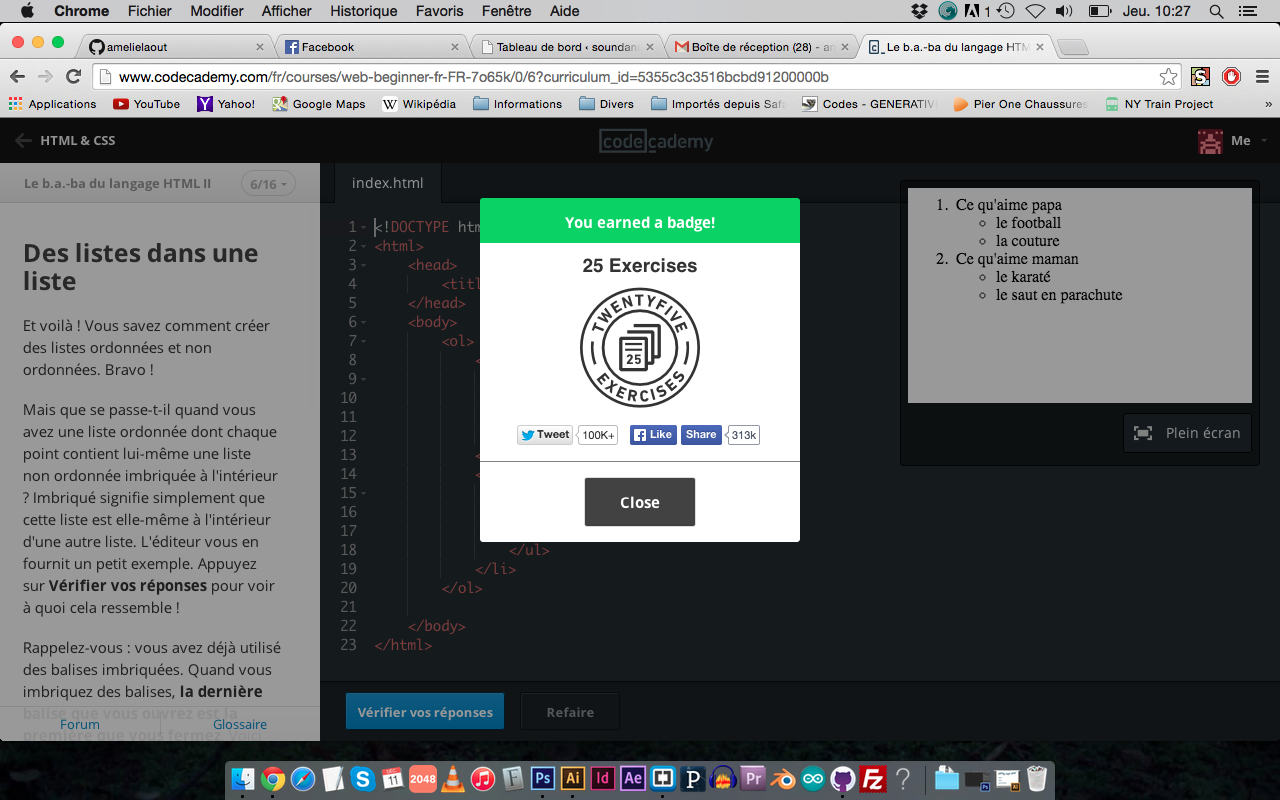 Chrome Fichier Modifier Afficher Historique Favoris Fenêtre Aide 1 Jeu. 10:27
amelielaout Facebook Tableau de bord ‹ soundan Boîte de réception (28) - an Le b.a.-ba du langage HTM
www.codecademy.com/fr/courses/web-beginner-fr-FR-7o65k/0/6?curriculum_id=5355c3c3516bcbd91200000b
Applications YouTube Yahoo! Google Maps Wikipédia Informations Divers Importés depuis Safa Codes - GENERATIV Pier One Chaussures NY Train Project »
HTML & CSS codecademy Me
Le b.a.-ba du langage HTML II 6/16
index.html
Des listes dans une
liste
Et voilà ! Vous savez comment créer
des listes ordonnées et non
ordonnées. Bravo !
Mais que se passe-t-il quand vous
avez une liste ordonnée dont chaque
point contient lui-même une liste
non ordonnée imbriquée à l'intérieur
? Imbriqué signifie simplement que
cette liste est elle-même à l'intérieur
d'une autre liste. L'éditeur vous en
fournit un petit exemple. Appuyez
sur Vérifier vos réponses pour voir
à quoi cela ressemble !
Rappelez-vous : vous avez déjà utilisé
des balises imbriquées. Quand vous
imbriquez des balises, la dernière
balise que vous ouvrez est la
première que vous fermez. Voici
Forum Glossaire
1 <!DOCTYPE htm
2 <html>
3 <head>
4 <titl
5 </head>
6 <body>
7 <ol>
8 <
9
10
11
12
13 <
14 <
15
16
17
18 </ul>
19 </li>
20 </ol>
21
22 </body>
23 </html>
Vérifier vos réponses Refaire
You earned a badge!
25 Exercises
TWENTYFIVE
25
EXERCISES
Tweet 100K+ Like Share 313k
Close
1. Ce qu'aime papa
le football
la couture
2. Ce qu'aime maman
le karaté
le saut en parachute
Plein écran
11 2048 Ps Ai Id Ae P Pr Fz ?